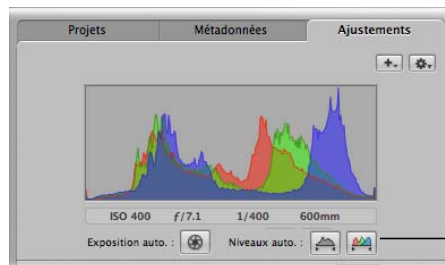 Projets Métadonnées Ajustements
ISO 400 ƒ/7.1 1/400 600mm
Exposition auto. : Niveaux auto. :